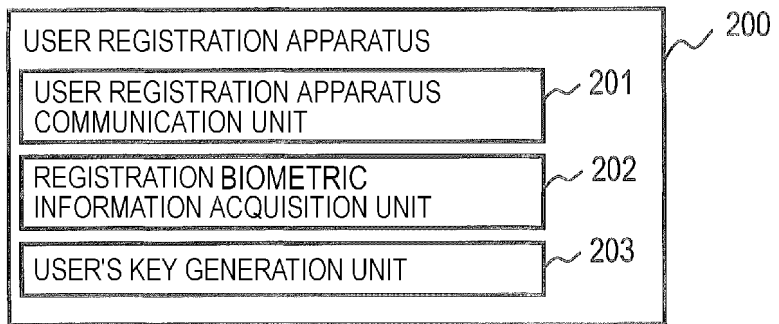 USER REGISTRATION APPARATUS
200
USER REGISTRATION APPARATUS
COMMUNICATION UNIT
201
REGISTRATION BIOMETRIC
INFORMATION ACQUISITION UNIT
202
USER'S KEY GENERATION UNIT
203